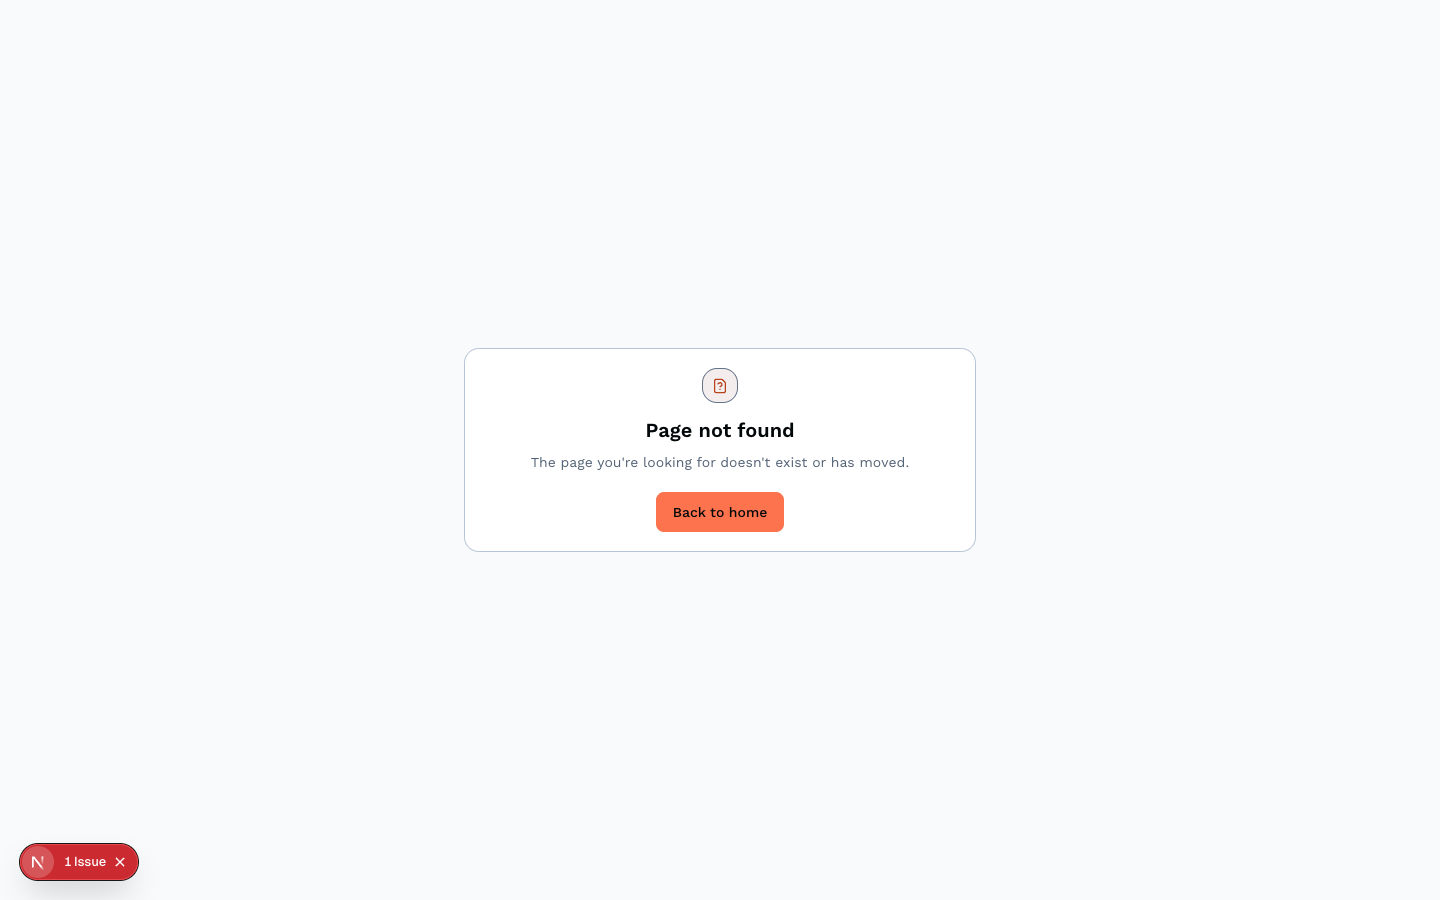 Page not found
The page you're looking for doesn't exist or has moved.
Back to home
1 Issue